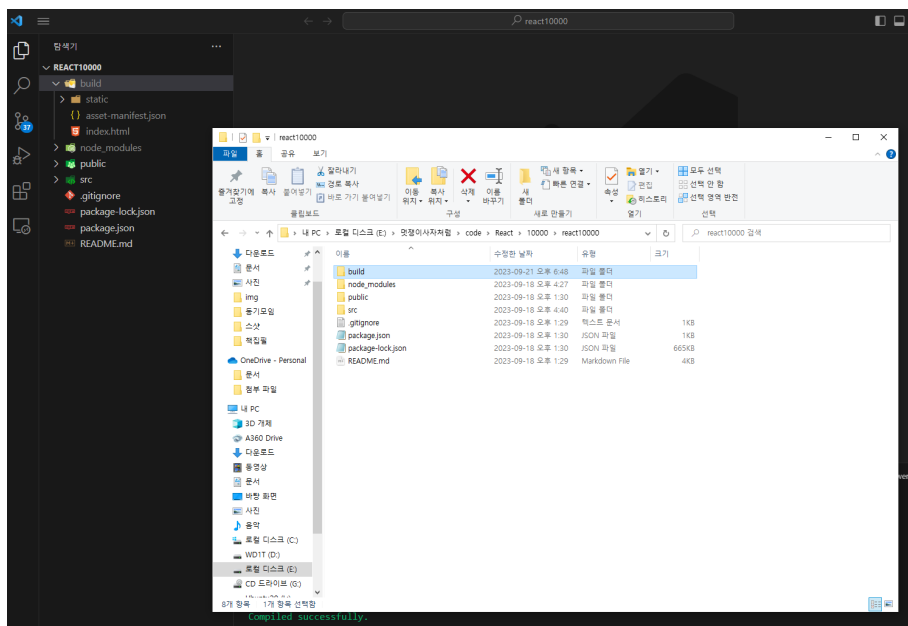 react10000
탐색기
REACT10000
build
static
asset-manifest.json
index.html
node_modules
public
src
.gitignore
package-lock.json
package.json
README.md
37
react10000
파일 홈 공유 보기
즐겨찾기에 고정
복사
붙여넣기
잘라내기
경로 복사
바로 가기 붙여넣기
클립보드
이동 위치
복사 위치
삭제
이름 바꾸기
구성
새 폴더
새 항목
빠른 연결
새로 만들기
속성
열기
편집
히스토리
열기
모두 선택
선택 안 함
선택 영역 반전
선택
내 PC > 로컬 디스크 (E:) > 멋쟁이사자처럼 > code > React > 10000 > react10000
react10000 검색
다운로드
문서
사진
img
동기모임
스샷
책집필
OneDrive - Personal
문서
첨부 파일
내 PC
3D 개체
A360 Drive
다운로드
동영상
문서
바탕 화면
사진
음악
로컬 디스크 (C:)
WD1T (D:)
로컬 디스크 (E:)
CD 드라이브 (G:)
이름 수정한 날짜 유형 크기
build 2023-09-21 오후 6:48 파일 폴더
node_modules 2023-09-18 오후 4:27 파일 폴더
public 2023-09-18 오후 1:30 파일 폴더
src 2023-09-18 오후 4:40 파일 폴더
.gitignore 2023-09-18 오후 1:29 텍스트 문서 1KB
package.json 2023-09-18 오후 1:30 JSON 파일 1KB
package-lock.json 2023-09-18 오후 1:30 JSON 파일 665KB
README.md 2023-09-18 오후 1:29 Markdown File 4KB
8개 항목 1개 항목 선택함
Compiled successfully.